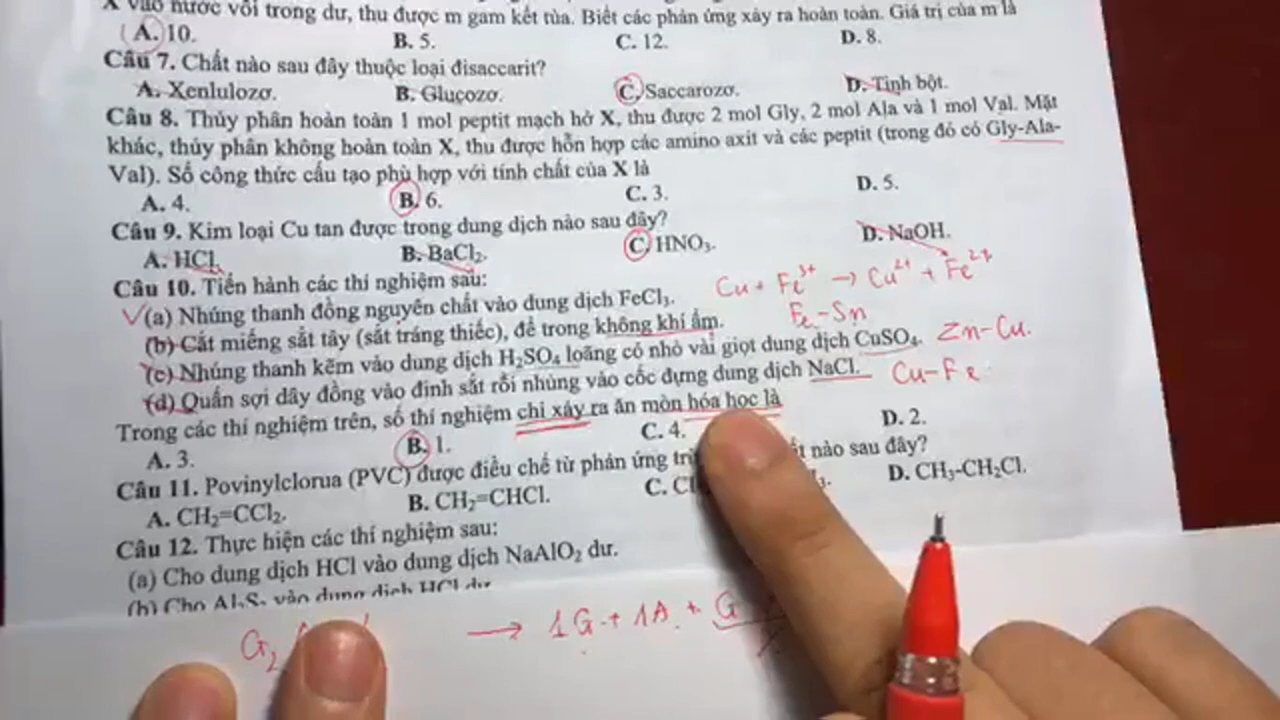 X vào nước vôi trong dư, thu được m gam kết tủa. Biết các phản ứng xảy ra hoàn toàn. Giá trị của m là
A. 10. B. 5. C. 12. D. 8.
Câu 7. Chất nào sau đây thuộc loại đisaccarit?
A. Xenlulozơ. B. Glucozơ. C. Saccarozơ. D. Tinh bột.
Câu 8. Thủy phân hoàn toàn 1 mol peptit mạch hở X, thu được 2 mol Gly, 2 mol Ala và 1 mol Val. Mặt
khác, thủy phân không hoàn toàn X, thu được hỗn hợp các amino axit và các peptit (trong đó có Gly-Ala-
Val). Số công thức cấu tạo phù hợp với tính chất của X là
A. 4. B. 6. C. 3. D. 5.
Câu 9. Kim loại Cu tan được trong dung dịch nào sau đây?
A. HCl. B. BaCl₂. C. HNO₃. D. NaOH.
Câu 10. Tiến hành các thí nghiệm sau:
Cu + Fe³⁺ → Cu²⁺ + Fe²⁺
(a) Nhúng thanh đồng nguyên chất vào dung dịch FeCl₃.
Fe-Sn
(b) Cắt miếng sắt tây (sắt tráng thiếc), để trong không khí ẩm.
(c) Nhúng thanh kẽm vào dung dịch H₂SO₄ loãng có nhỏ vài giọt dung dịch CuSO₄. Zn-Cu.
(d) Quấn sợi dây đồng vào đinh sắt rồi nhúng vào cốc đựng dung dịch NaCl. Cu-Fe
Trong các thí nghiệm trên, số thí nghiệm chỉ xảy ra ăn mòn hóa học là
A. 3. B. 1. C. 4. D. 2.
Câu 11. Povinylclorua (PVC) được điều chế từ phản ứng nào sau đây?
A. CH₂=CCl₂. B. CH₂=CHCl. C. D. CH₃-CH₂Cl.
Câu 12. Thực hiện các thí nghiệm sau:
(a) Cho dung dịch HCl vào dung dịch NaAlO₂ dư.
(b) Cho Al₂S₃ vào dung dịch HCl dư
G₂ → 1G + 1A + G